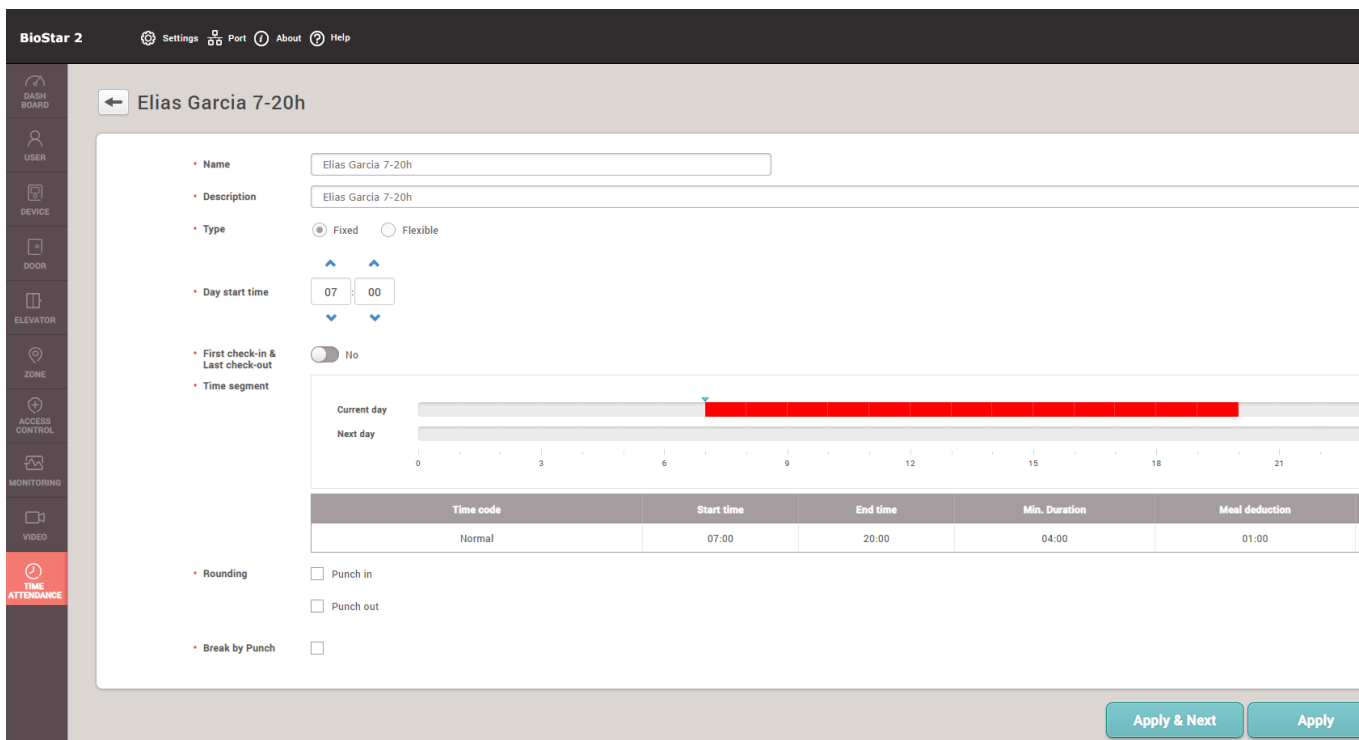 BioStar 2 Settings Port About Help
DASH
BOARD
USER
DEVICE
DOOR
ELEVATOR
ZONE
ACCESS
CONTROL
MONITORING
VIDEO
TIME
ATTENDANCE
Elias Garcia 7-20h
Name Elias Garcia 7-20h
Description Elias Garcia 7-20h
Type Fixed Flexible
Day start time 07 : 00
First check-in &
Last check-out
No
Time segment
Current day
Next day
0 3 6 9 12 15 18 21
Time code Start time End time Min. Duration Meal deduction
Normal 07:00 20:00 04:00 01:00
Rounding Punch in
Punch out
Break by Punch
Apply & Next Apply